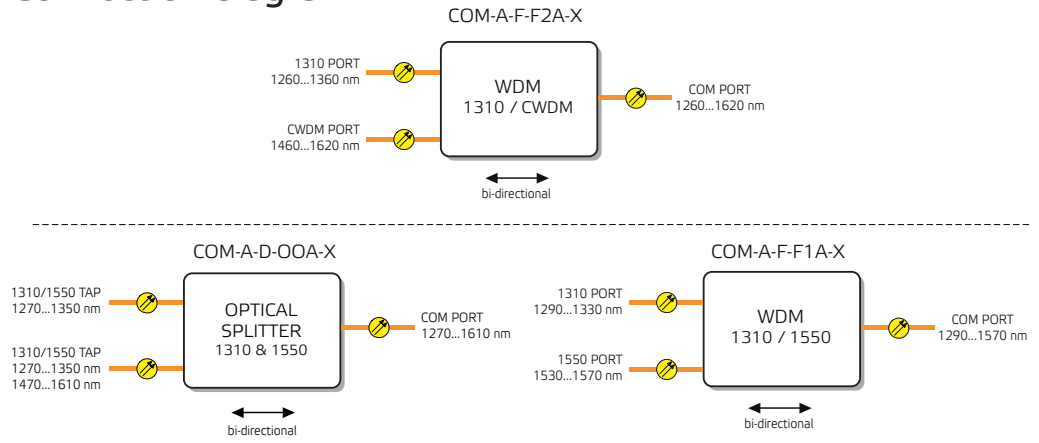 COM-A-F-F2A-X
1310 PORT
1260...1360 nm
CWDM PORT
1460...1620 nm
WDM
1310 / CWDM
COM PORT
1260...1620 nm
bi-directional
COM-A-D-OOA-X
1310/1550 TAP
1270...1350 nm
1310/1550 TAP
1270...1350 nm
1470...1610 nm
OPTICAL
SPLITTER
1310 & 1550
COM PORT
1270...1610 nm
bi-directional
COM-A-F-F1A-X
1310 PORT
1290...1330 nm
1550 PORT
1530...1570 nm
WDM
1310 / 1550
COM PORT
1290...1570 nm
bi-directional